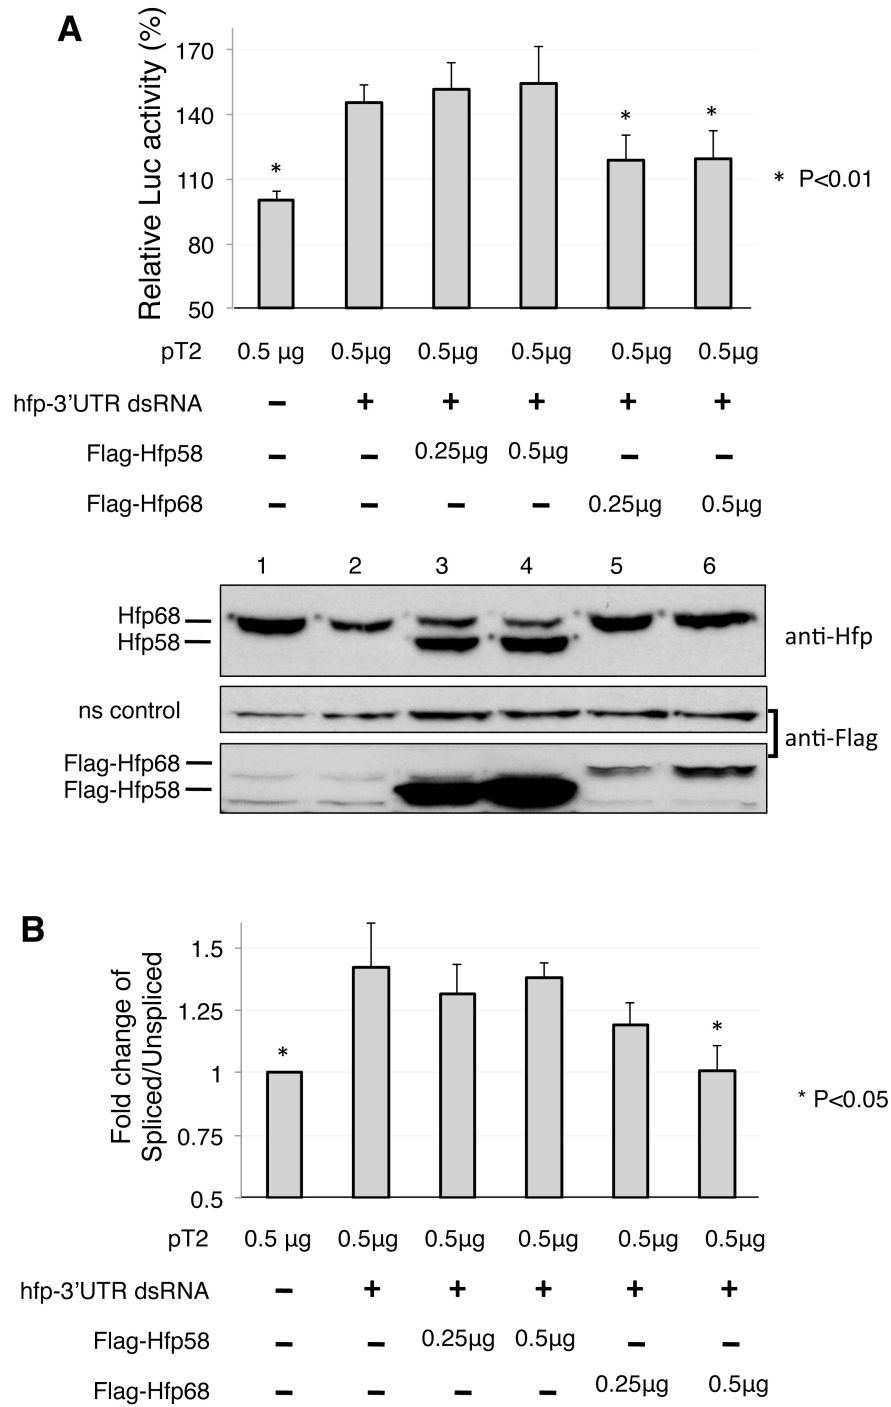 A
Relative Luc activity (%)
170
140
110
80
50
*
*
*
* P<0.01
pT2 0.5 µg 0.5µg 0.5µg 0.5µg 0.5µg 0.5µg
hfp-3'UTR dsRNA – + + + + +
Flag-Hfp58 – – 0.25µg 0.5µg – –
Flag-Hfp68 – – – – 0.25µg 0.5µg
1 2 3 4 5 6
Hfp68
Hfp58
anti-Hfp
ns control
anti-Flag
Flag-Hfp68
Flag-Hfp58
B
Fold change of
Spliced/Unspliced
1.5
1.25
1
0.75
0.5
*
*
* P<0.05
pT2 0.5 µg 0.5µg 0.5µg 0.5µg 0.5µg 0.5µg
hfp-3'UTR dsRNA – + + + + +
Flag-Hfp58 – – 0.25µg 0.5µg – –
Flag-Hfp68 – – – – 0.25µg 0.5µg